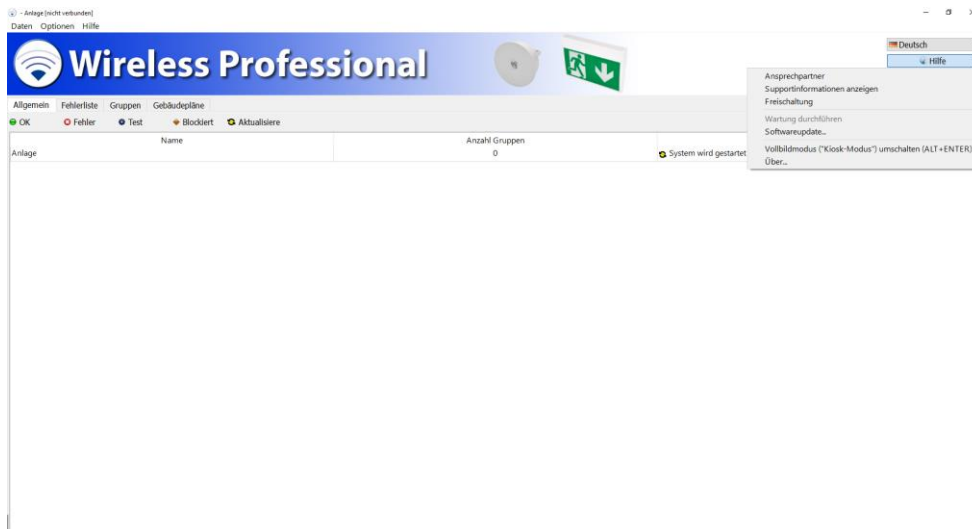 - Anlage [nicht verbunden]
Daten Optionen Hilfe
Wireless Professional
Deutsch
Hilfe
Ansprechpartner
Supportinformationen anzeigen
Freischaltung
Wartung durchführen
Softwareupdate...
Vollbildmodus ("Kiosk-Modus") umschalten (ALT+ENTER)
Über...
Allgemein Fehlerliste Gruppen Gebäudepläne
OK Fehler Test Blockiert Aktualisiere
Name Anzahl Gruppen
Anlage 0 System wird gestartet